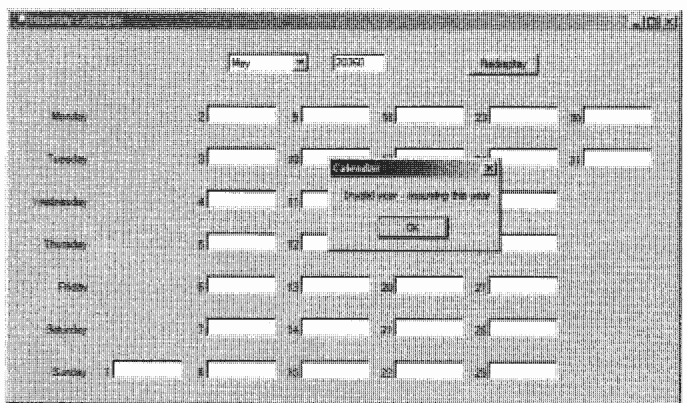 Calendar
May Redisplay
Monday 2 9 16 23 30
Tuesday 3 10 31
Calendar
Wednesday 4 11
Invalid year - assuming this year
OK
Thursday 5 12
Friday 6 13 20 27
Saturday 7 14 21 28
Sunday 1 8 15 22 29